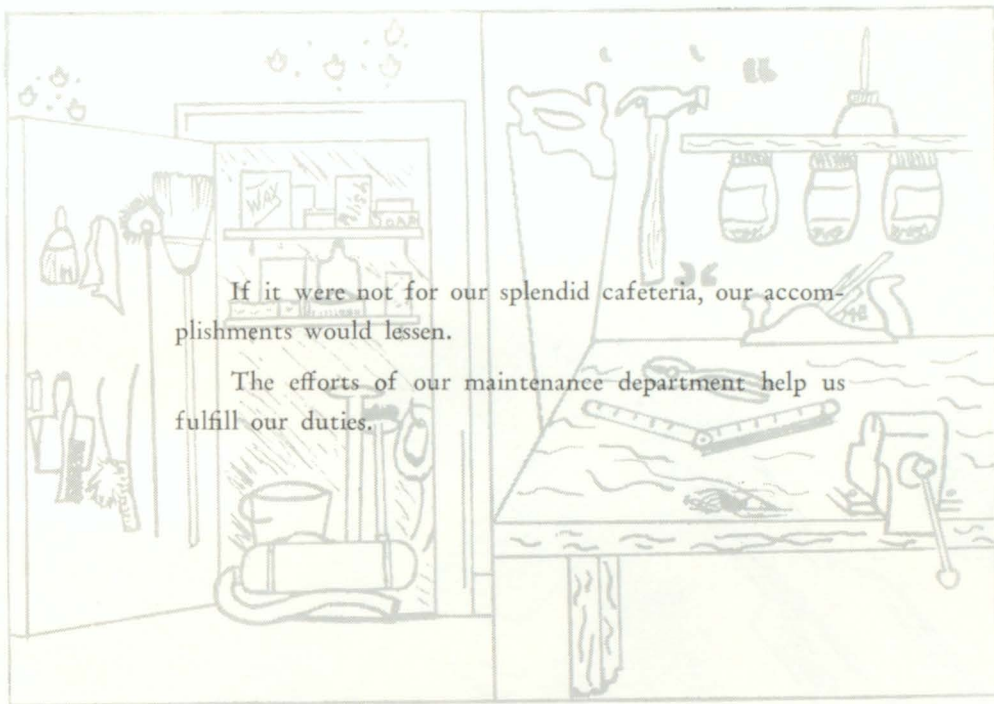 WAX
Polish
SOAP
If it were not for our splendid cafeteria, our accom-
plishments would lessen.
The efforts of our maintenance department help us
fulfill our duties.